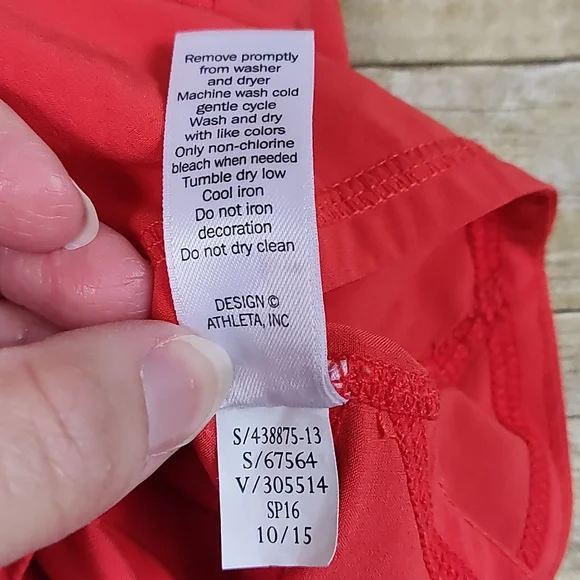 Remove promptly
from washer
and dryer
Machine wash cold
gentle cycle
Wash and dry
with like colors
Only non-chlorine
bleach when needed
Tumble dry low
Cool iron
Do not iron
decoration
Do not dry clean
DESIGN ©
ATHLETA, INC
S/438875-13
S/67564
V/305514
SP16
10/15